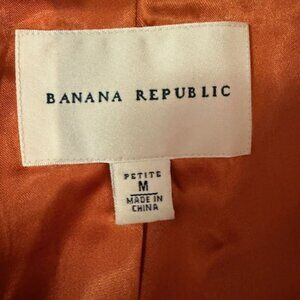 BANANA REPUBLIC
PETITE
M
MADE IN
CHINA